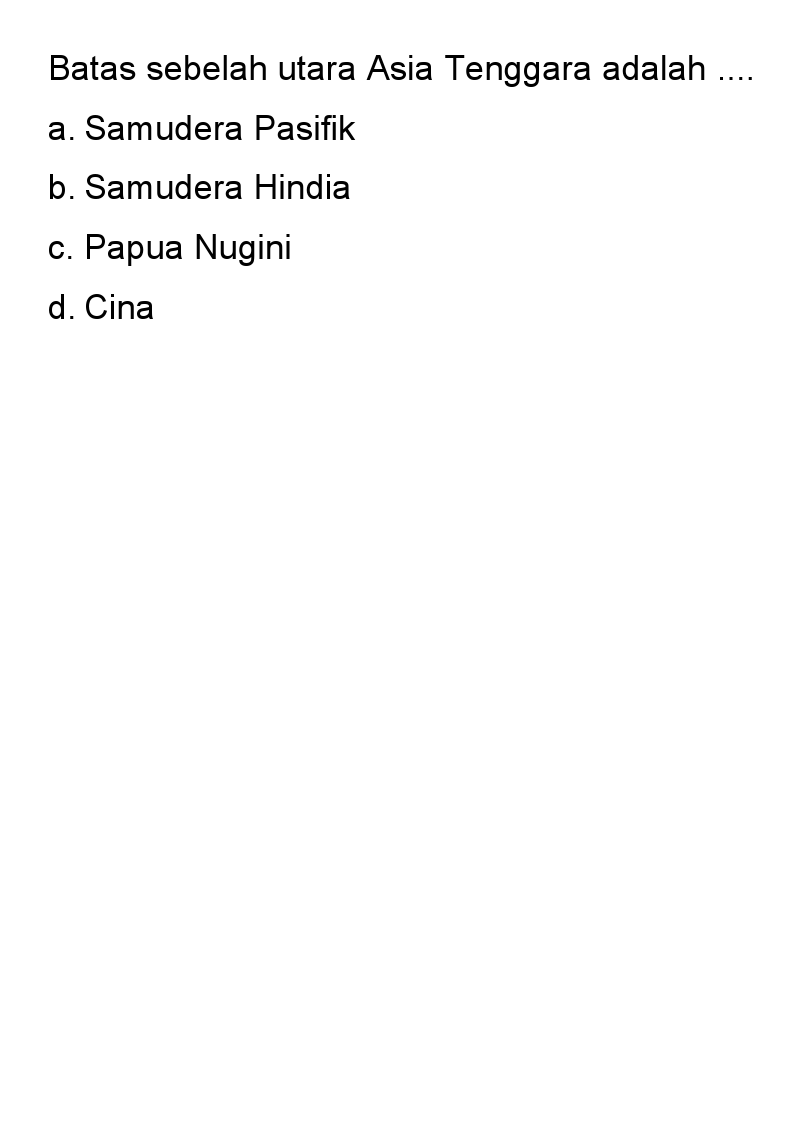 Batas sebelah utara Asia Tenggara adalah ....
a. Samudera Pasifik
b. Samudera Hindia
c. Papua Nugini
d. Cina